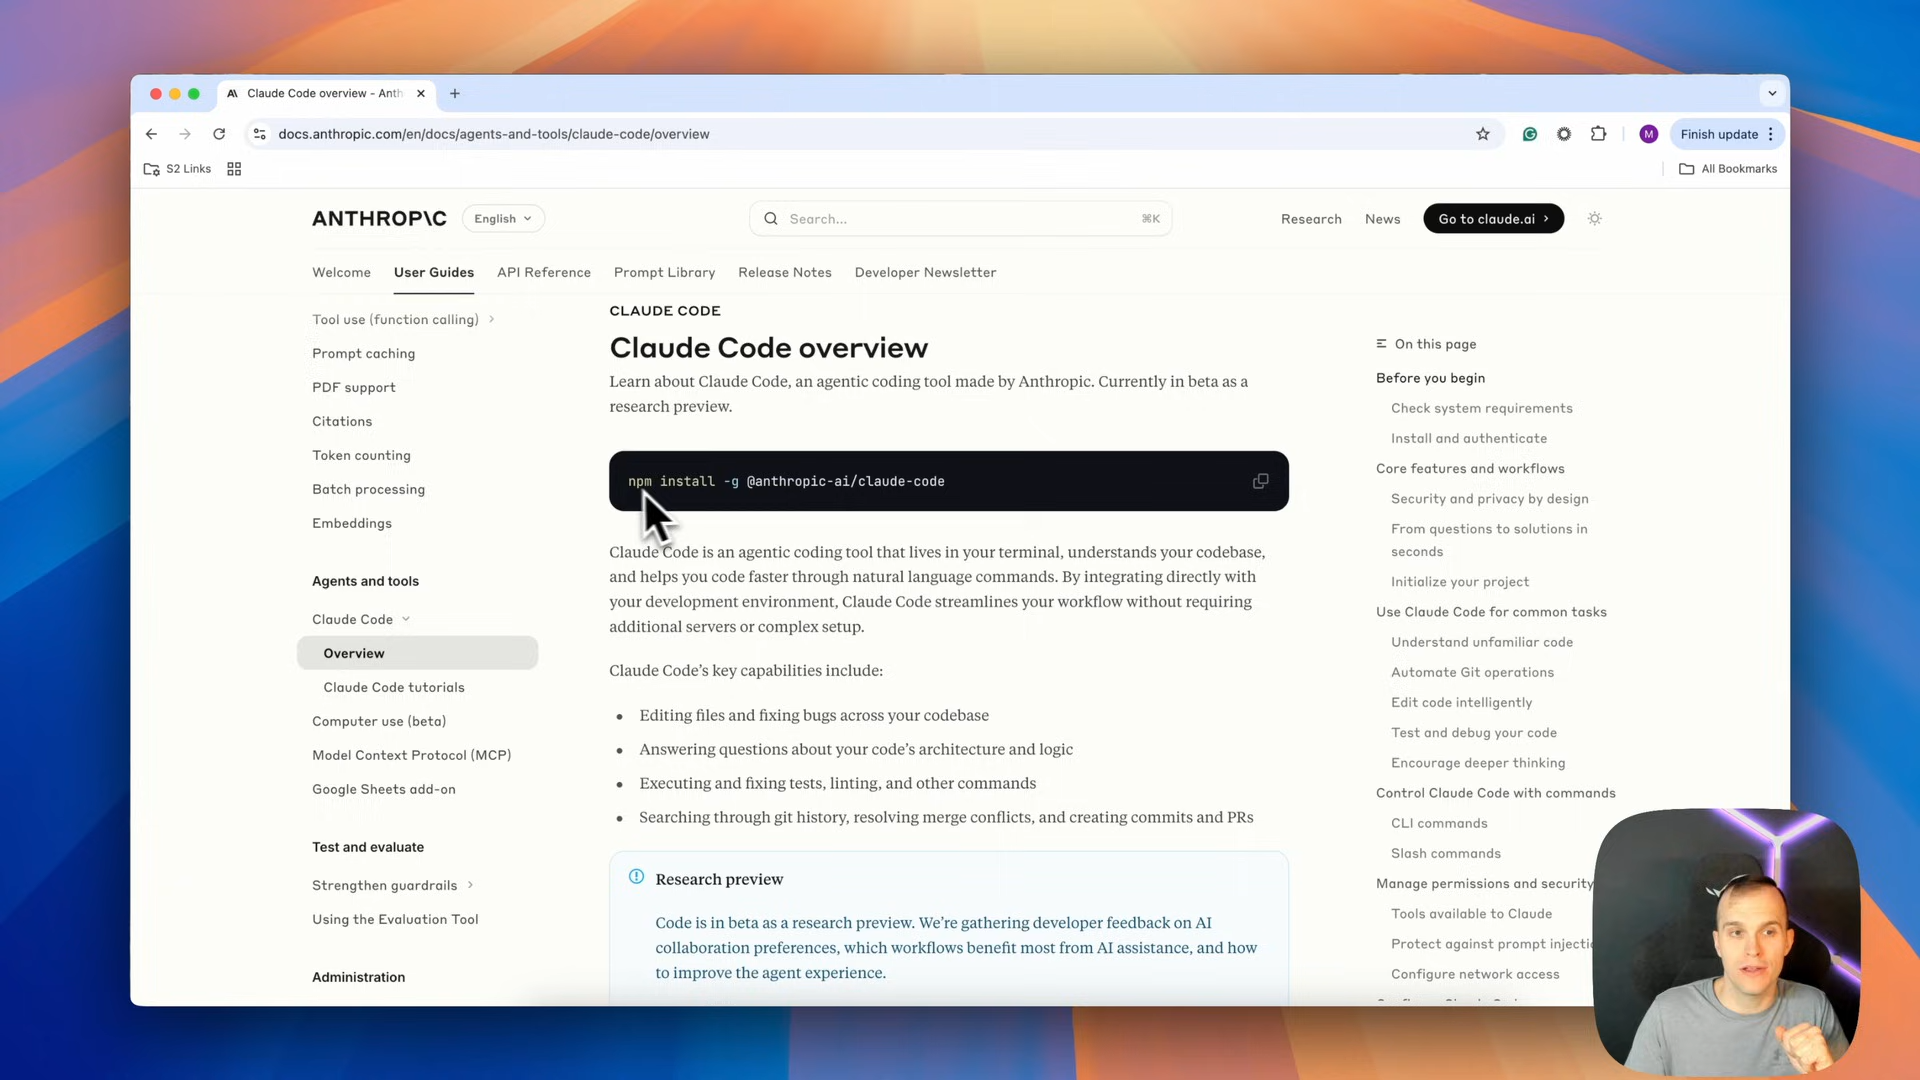 Claude Code overview - Anth
docs.anthropic.com/en/docs/agents-and-tools/claude-code/overview
M
Finish update
S2 Links
All Bookmarks
ANTHROP\C
English
Search...
⌘K
Research
News
Go to claude.ai
Welcome
User Guides
API Reference
Prompt Library
Release Notes
Developer Newsletter
Tool use (function calling)
Prompt caching
PDF support
Citations
Token counting
Batch processing
Embeddings
Agents and tools
Claude Code
Overview
Claude Code tutorials
Computer use (beta)
Model Context Protocol (MCP)
Google Sheets add-on
Test and evaluate
Strengthen guardrails
Using the Evaluation Tool
Administration
CLAUDE CODE
Claude Code overview
Learn about Claude Code, an agentic coding tool made by Anthropic. Currently in beta as a
research preview.
npm install -g @anthropic-ai/claude-code
Claude Code is an agentic coding tool that lives in your terminal, understands your codebase,
and helps you code faster through natural language commands. By integrating directly with
your development environment, Claude Code streamlines your workflow without requiring
additional servers or complex setup.
Claude Code’s key capabilities include:
• Editing files and fixing bugs across your codebase
• Answering questions about your code’s architecture and logic
• Executing and fixing tests, linting, and other commands
• Searching through git history, resolving merge conflicts, and creating commits and PRs
Research preview
Code is in beta as a research preview. We’re gathering developer feedback on AI
collaboration preferences, which workflows benefit most from AI assistance, and how
to improve the agent experience.
On this page
Before you begin
Check system requirements
Install and authenticate
Core features and workflows
Security and privacy by design
From questions to solutions in
seconds
Initialize your project
Use Claude Code for common tasks
Understand unfamiliar code
Automate Git operations
Edit code intelligently
Test and debug your code
Encourage deeper thinking
Control Claude Code with commands
CLI commands
Slash commands
Manage permissions and security
Tools available to Claude
Protect against prompt injecti
Configure network access